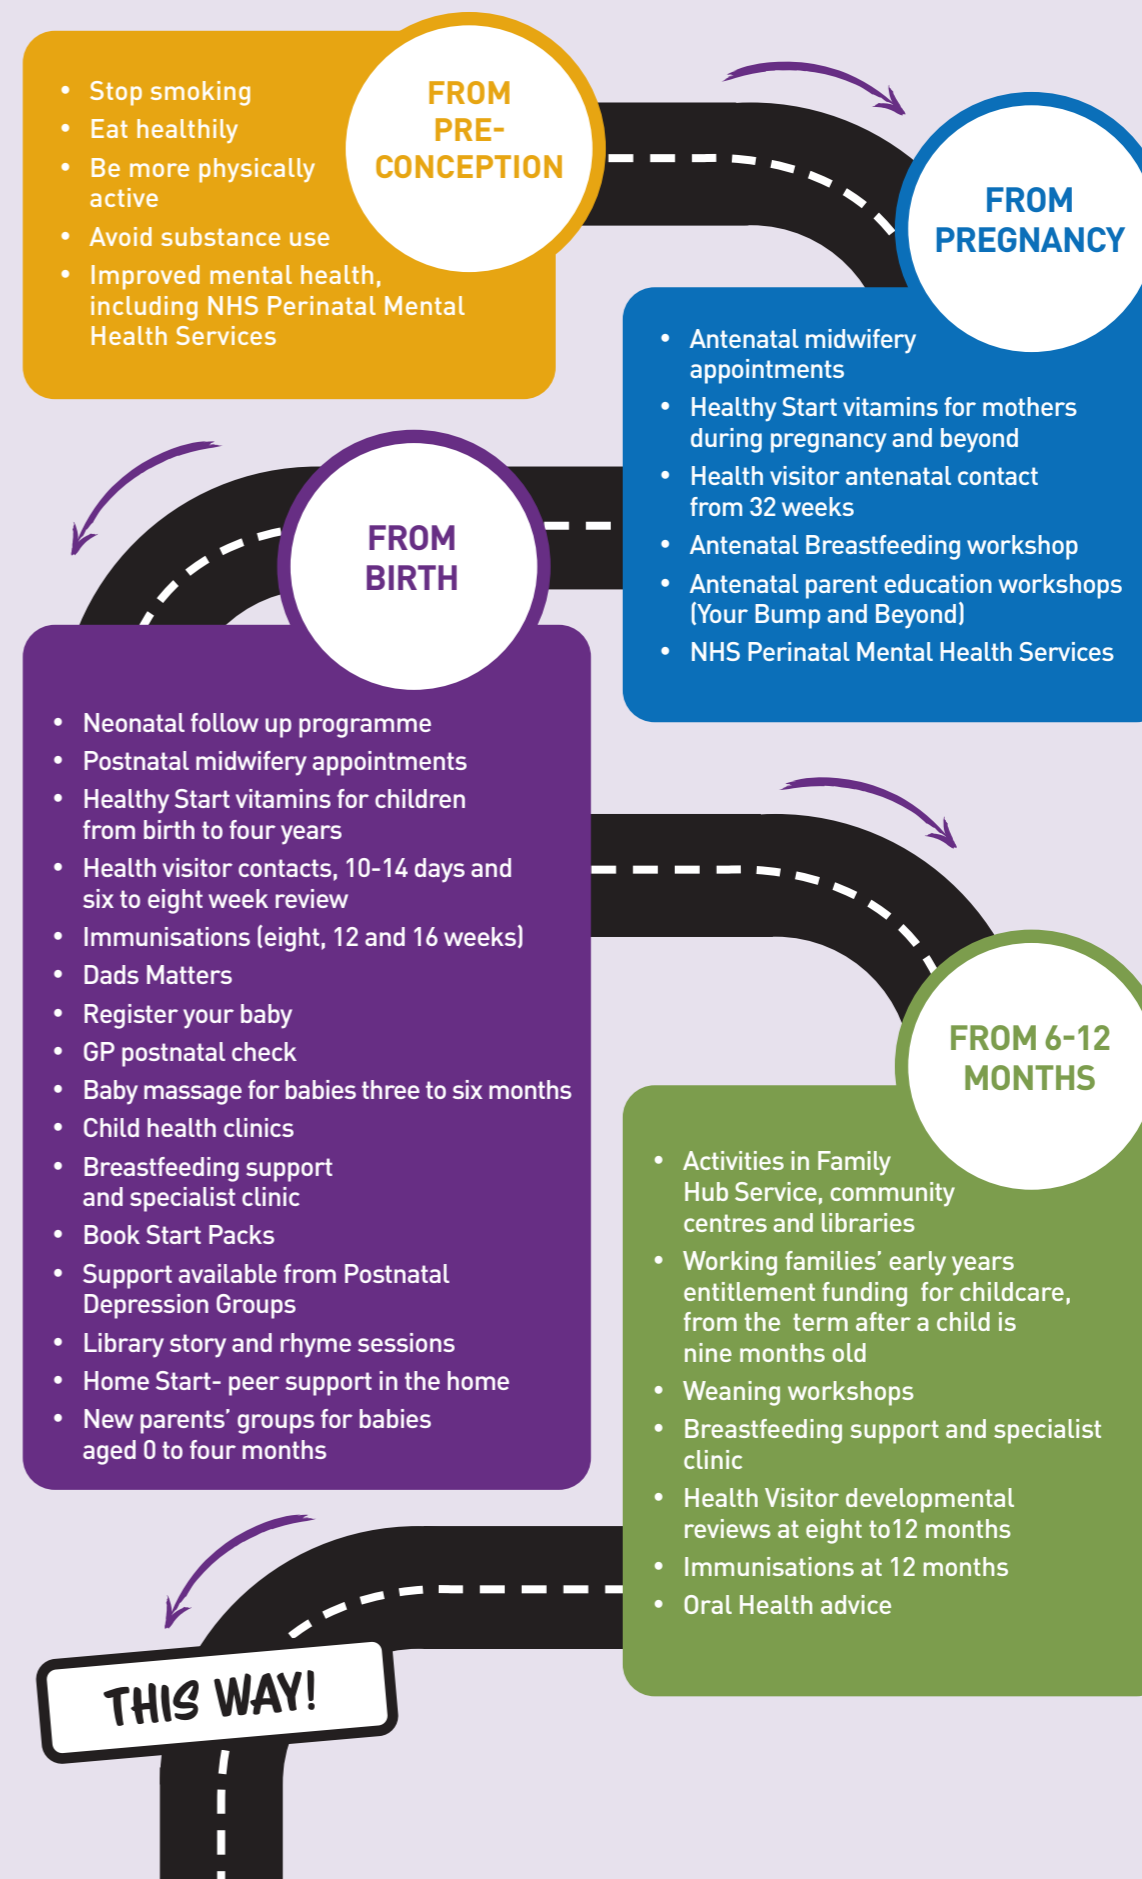 FROM
PRE-
CONCEPTION
• Stop smoking
• Eat healthily
• Be more physically
active
• Avoid substance use
• Improved mental health,
including NHS Perinatal Mental
Health Services
FROM
PREGNANCY
• Antenatal midwifery
appointments
• Healthy Start vitamins for mothers
during pregnancy and beyond
• Health visitor antenatal contact
from 32 weeks
• Antenatal Breastfeeding workshop
• Antenatal parent education workshops
(Your Bump and Beyond)
• NHS Perinatal Mental Health Services
FROM
BIRTH
• Neonatal follow up programme
• Postnatal midwifery appointments
• Healthy Start vitamins for children
from birth to four years
• Health visitor contacts, 10-14 days and
six to eight week review
• Immunisations (eight, 12 and 16 weeks)
• Dads Matters
• Register your baby
• GP postnatal check
• Baby massage for babies three to six months
• Child health clinics
• Breastfeeding support
and specialist clinic
• Book Start Packs
• Support available from Postnatal
Depression Groups
• Library story and rhyme sessions
• Home Start- peer support in the home
• New parents’ groups for babies
aged 0 to four months
FROM 6-12
MONTHS
• Activities in Family
Hub Service, community
centres and libraries
• Working families’ early years
entitlement funding  for childcare,
from the  term after a child is
nine months old
• Weaning workshops
• Breastfeeding support and specialist
clinic
• Health Visitor developmental
reviews at eight to12 months
• Immunisations at 12 months
• Oral Health advice
THIS WAY!